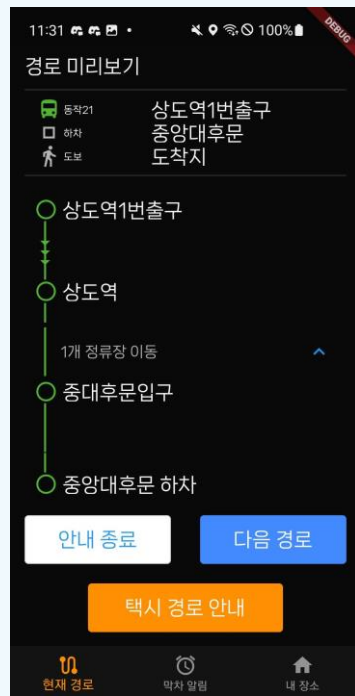 11:31
100%
DEBUG
경로 미리보기
동작21 상도역1번출구
하차 중앙대후문
도보 도착지
상도역1번출구
상도역
1개 정류장 이동
중대후문입구
중앙대후문 하차
안내 종료 다음 경로
택시 경로 안내
현재 경로 막차 알림 내 장소